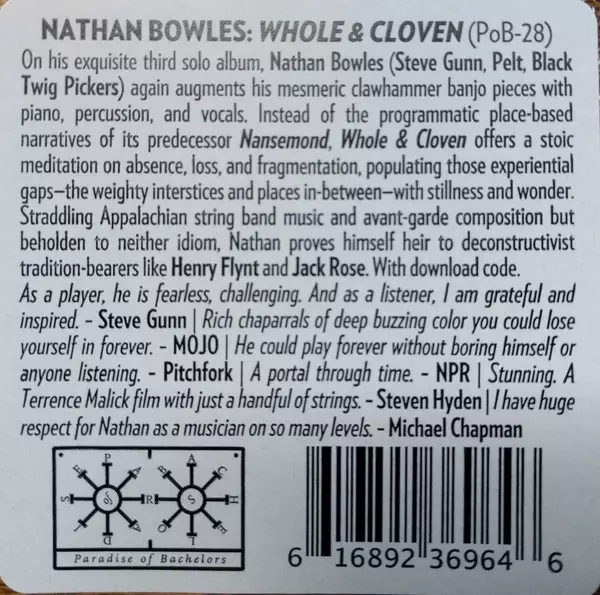 NATHAN BOWLES: WHOLE & CLOVEN (PoB-28)
On his exquisite third solo album, Nathan Bowles (Steve Gunn, Pelt, Black
Twig Pickers) again augments his mesmeric clawhammer banjo pieces with
piano, percussion, and vocals. Instead of the programmatic place-based
narratives of its predecessor Nansemond, Whole & Cloven offers a stoic
meditation on absence, loss, and fragmentation, populating those experiential
gaps—the weighty interstices and places in-between—with stillness and wonder.
Straddling Appalachian string band music and avant-garde composition but
beholden to neither idiom, Nathan proves himself heir to deconstructivist
tradition-bearers like Henry Flynt and Jack Rose. With download code.
As a player, he is fearless, challenging. And as a listener, I am grateful and
inspired. - Steve Gunn | Rich chaparrals of deep buzzing color you could lose
yourself in forever. - MOJO | He could play forever without boring himself or
anyone listening. - Pitchfork | A portal through time. - NPR | Stunning. A
Terrence Malick film with just a handful of strings. - Steven Hyden | I have huge
respect for Nathan as a musician on so many levels. - Michael Chapman
PARADISE of BACHELORS
Paradise of Bachelors
6 16892 36964 6